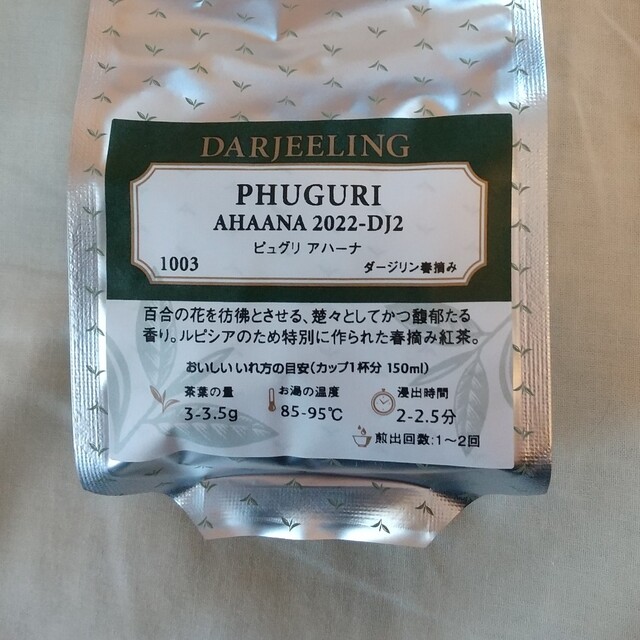 DARJEELING
PHUGURI
AHAANA 2022-DJ2
ピュグリ アハーナ
1003 ダージリン春摘み
百合の花を彷彿とさせる、楚々としてかつ馥郁たる
香り。ルピシアのため特別に作られた春摘み紅茶。
おいしいいれ方の目安(カップ1杯分 150ml)
茶葉の量 お湯の温度 浸出時間
3-3.5g 85-95℃ 2-2.5分
煎出回数:1〜2回